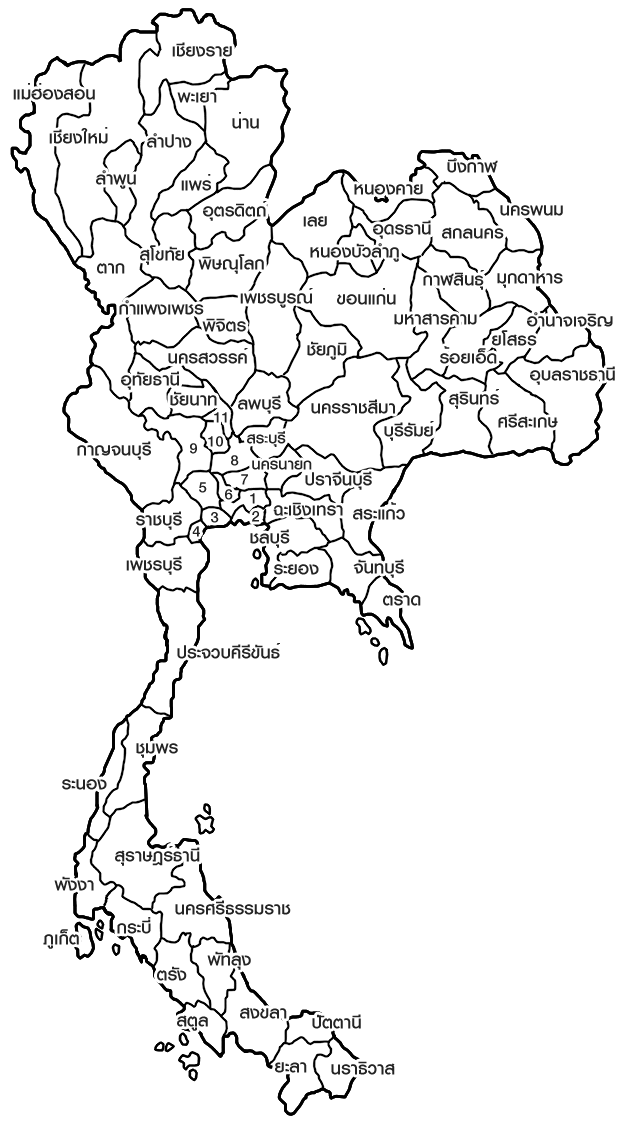 เชียงราย
แม่ฮ่องสอน
พะเยา
น่าน
เชียงใหม่
ลำปาง
ลำพูน
แพร่
บึงกาฬ
หนองคาย
อุตรดิตถ์
นครพนม
เลย
อุดรธานี
สกลนคร
สุโขทัย
หนองบัวลำภู
ตาก
พิษณุโลก
กาฬสินธุ์
มุกดาหาร
เพชรบูรณ์
ขอนแก่น
กำแพงเพชร
มหาสารคาม
อำนาจเจริญ
พิจิตร
ยโสธร
นครสวรรค์
ชัยภูมิ
ร้อยเอ็ด
อุทัยธานี
อุบลราชธานี
ชัยนาท
ลพบุรี
นครราชสีมา
สุรินทร์
11
ศรีสะเกษ
บุรีรัมย์
10
สระบุรี
กาญจนบุรี
9
8
นครนายก
7
ปราจีนบุรี
5
6
1
ฉะเชิงเทรา
สระแก้ว
ราชบุรี
3
2
4
ชลบุรี
เพชรบุรี
ระยอง
จันทบุรี
ตราด
ประจวบคีรีขันธ์
ชุมพร
ระนอง
สุราษฎร์ธานี
พังงา
นครศรีธรรมราช
กระบี่
ภูเก็ต
พัทลุง
ตรัง
สงขลา
สตูล
ปัตตานี
ยะลา
นราธิวาส